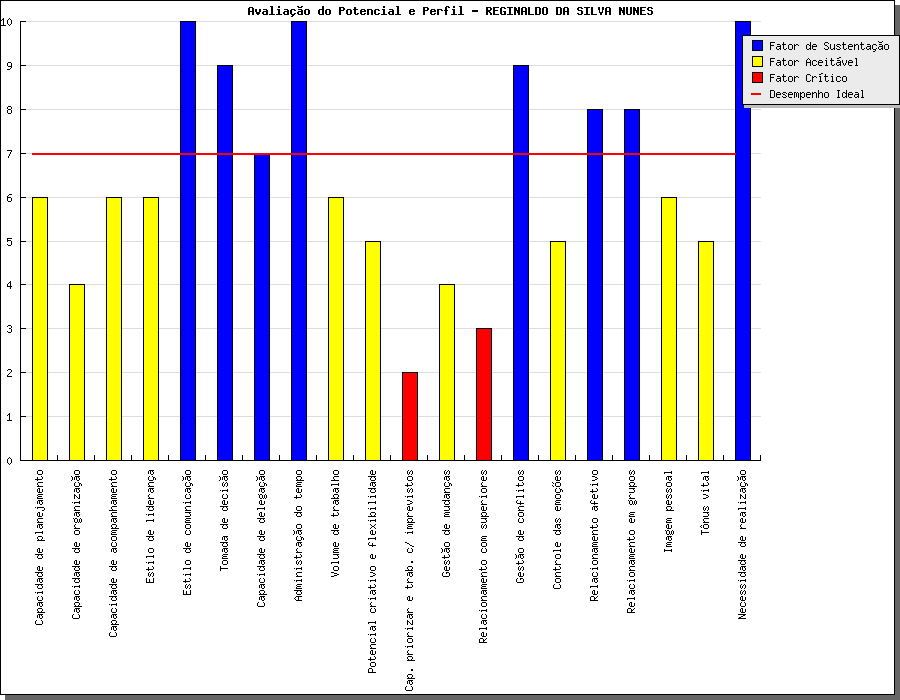 Avaliação do Potencial e Perfil - REGINALDO DA SILVA NUNES
10
9
8
7
6
5
4
3
2
1
0
Fator de Sustentação
Fator Aceitável
Fator Crítico
Desempenho Ideal
Capacidade de planejamento
Capacidade de organização
Capacidade de acompanhamento
Estilo de liderança
Estilo de comunicação
Tomada de decisão
Capacidade de delegação
Administração do tempo
Volume de trabalho
Potencial criativo e flexibilidade
Cap. priorizar e trab. c/ imprevistos
Gestão de mudanças
Relacionamento com superiores
Gestão de conflitos
Controle das emoções
Relacionamento afetivo
Relacionamento em grupos
Imagem pessoal
Tônus vital
Necessidade de realização